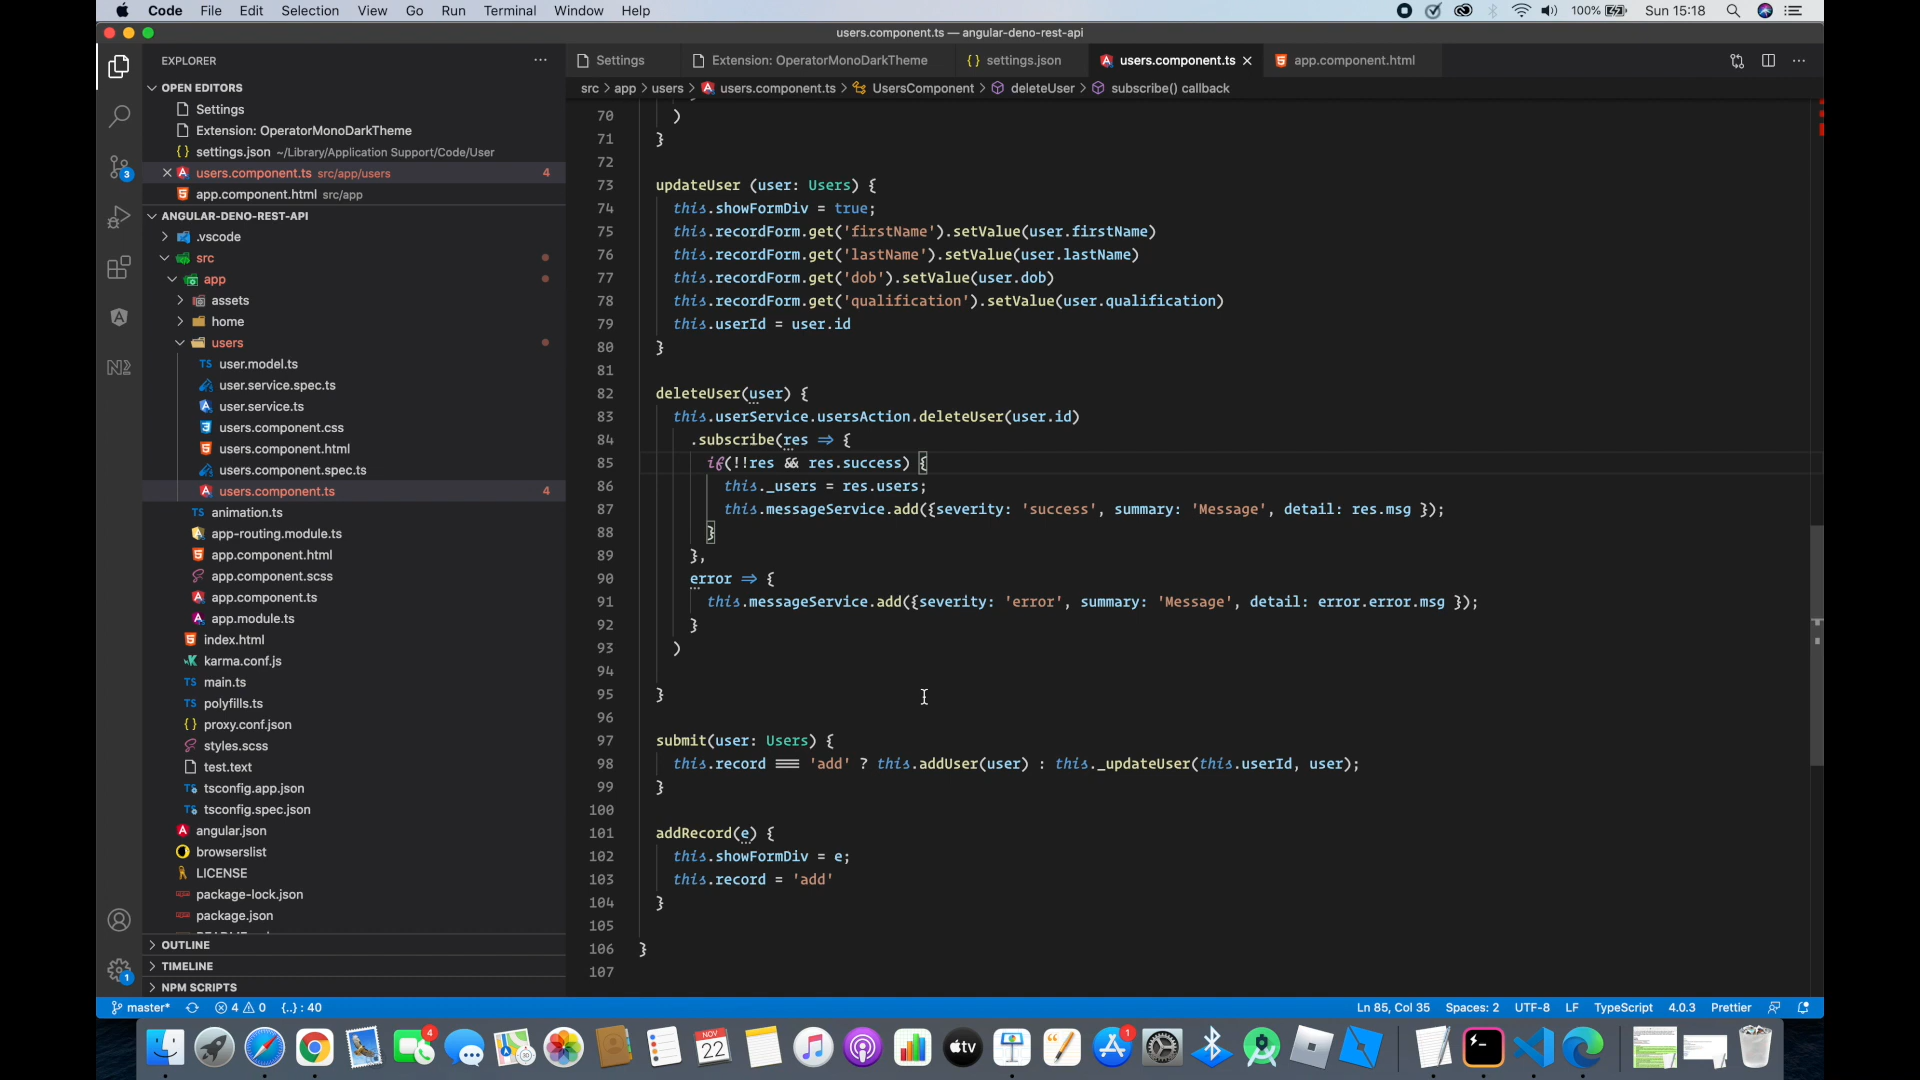 Code File Edit Selection View Go Run Terminal Window Help 100% Sun 15:18
users.component.ts — angular-deno-rest-api
EXPLORER
Settings Extension: OperatorMonoDarkTheme {} settings.json users.component.ts app.component.html
src > app > users > users.component.ts > UsersComponent > deleteUser > subscribe() callback
OPEN EDITORS
Settings
Extension: OperatorMonoDarkTheme
{} settings.json ~/Library/Application Support/Code/User
users.component.ts src/app/users 4
app.component.html src/app
ANGULAR-DENO-REST-API
.vscode
src
app
assets
home
users
TS user.model.ts
user.service.spec.ts
user.service.ts
users.component.css
users.component.html
users.component.spec.ts
users.component.ts 4
TS animation.ts
app-routing.module.ts
app.component.html
app.component.scss
app.component.ts
app.module.ts
index.html
karma.conf.js
TS main.ts
TS polyfills.ts
{} proxy.conf.json
styles.scss
test.text
tsconfig.app.json
tsconfig.spec.json
angular.json
browserslist
LICENSE
package-lock.json
package.json
OUTLINE
TIMELINE
NPM SCRIPTS
3
N2
1
70 )
71 }
72
73 updateUser (user: Users) {
74 this.showFormDiv = true;
75 this.recordForm.get('firstName').setValue(user.firstName)
76 this.recordForm.get('lastName').setValue(user.lastName)
77 this.recordForm.get('dob').setValue(user.dob)
78 this.recordForm.get('qualification').setValue(user.qualification)
79 this.userId = user.id
80 }
81
82 deleteUser(user) {
83 this.userService.usersAction.deleteUser(user.id)
84 .subscribe(res => {
85 if(!!res && res.success) {
86 this._users = res.users;
87 this.messageService.add({severity: 'success', summary: 'Message', detail: res.msg });
88 }
89 },
90 error => {
91 this.messageService.add({severity: 'error', summary: 'Message', detail: error.error.msg });
92 }
93 )
94
95 }
96
97 submit(user: Users) {
98 this.record === 'add' ? this.addUser(user) : this._updateUser(this.userId, user);
99 }
100
101 addRecord(e) {
102 this.showFormDiv = e;
103 this.record = 'add'
104 }
105
106 }
107
master* 4 0 {..} : 40 Ln 85, Col 35 Spaces: 2 UTF-8 LF TypeScript 4.0.3 Prettier
4 NOV 22 tv 1